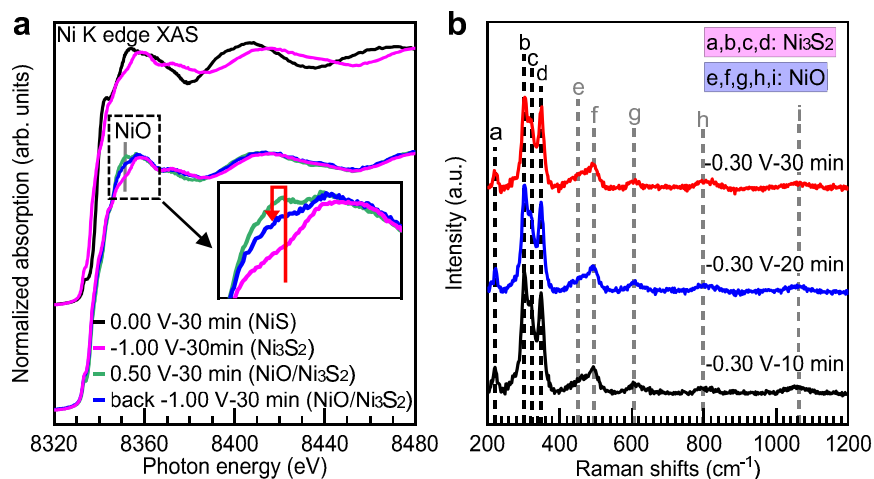 a
Ni K edge XAS
NiO
Normalized absorption (arb. units)
0.00 V-30 min (NiS)
-1.00 V-30min (Ni3S2)
0.50 V-30 min (NiO/Ni3S2)
back -1.00 V-30 min (NiO/Ni3S2)
8320 8360 8400 8440 8480
Photon energy (eV)
b
a,b,c,d: Ni3S2
e,f,g,h,i: NiO
a b c d e f g h i
-0.30 V-30 min
-0.30 V-20 min
-0.30 V-10 min
Intensity (a.u.)
200 400 600 800 1000 1200
Raman shifts (cm-1)